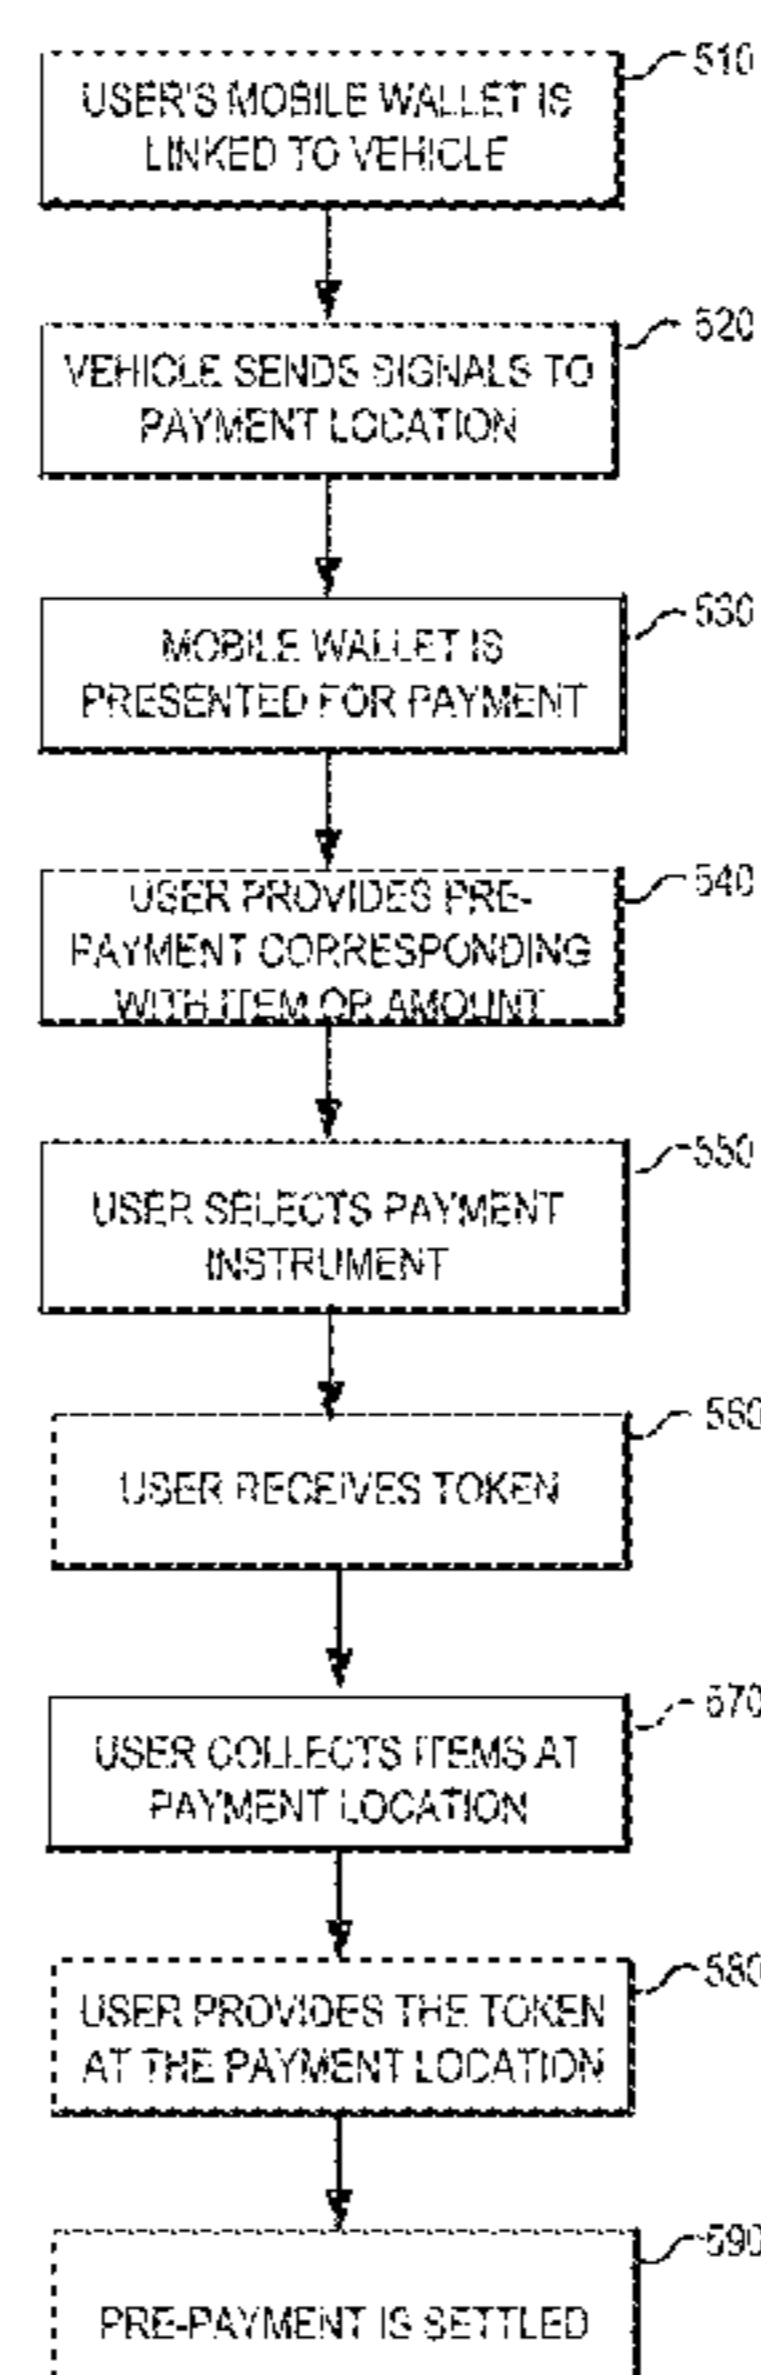 510
USER'S MOBILE WALLET IS
LINKED TO VEHICLE
520
VEHICLE SENDS SIGNALS TO
PAYMENT LOCATION
530
MOBILE WALLET IS
PRESENTED FOR PAYMENT
540
USER PROVIDES PRE-
PAYMENT CORRESPONDING
WITH ITEM OR AMOUNT
550
USER SELECTS PAYMENT
INSTRUMENT
560
USER RECEIVES TOKEN
570
USER COLLECTS ITEMS AT
PAYMENT LOCATION
580
USER PROVIDES THE TOKEN
AT THE PAYMENT LOCATION
590
PRE-PAYMENT IS SETTLED